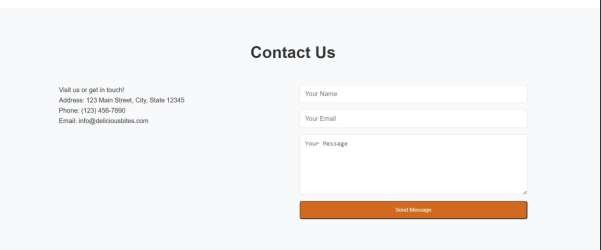 Contact Us
Visit us or get in touch!
Address: 123 Main Street, City, State 12345
Phone: (123) 456-7890
Email: info@deliciousbites.com
Your Name
Your Email
Your Message
Send Message